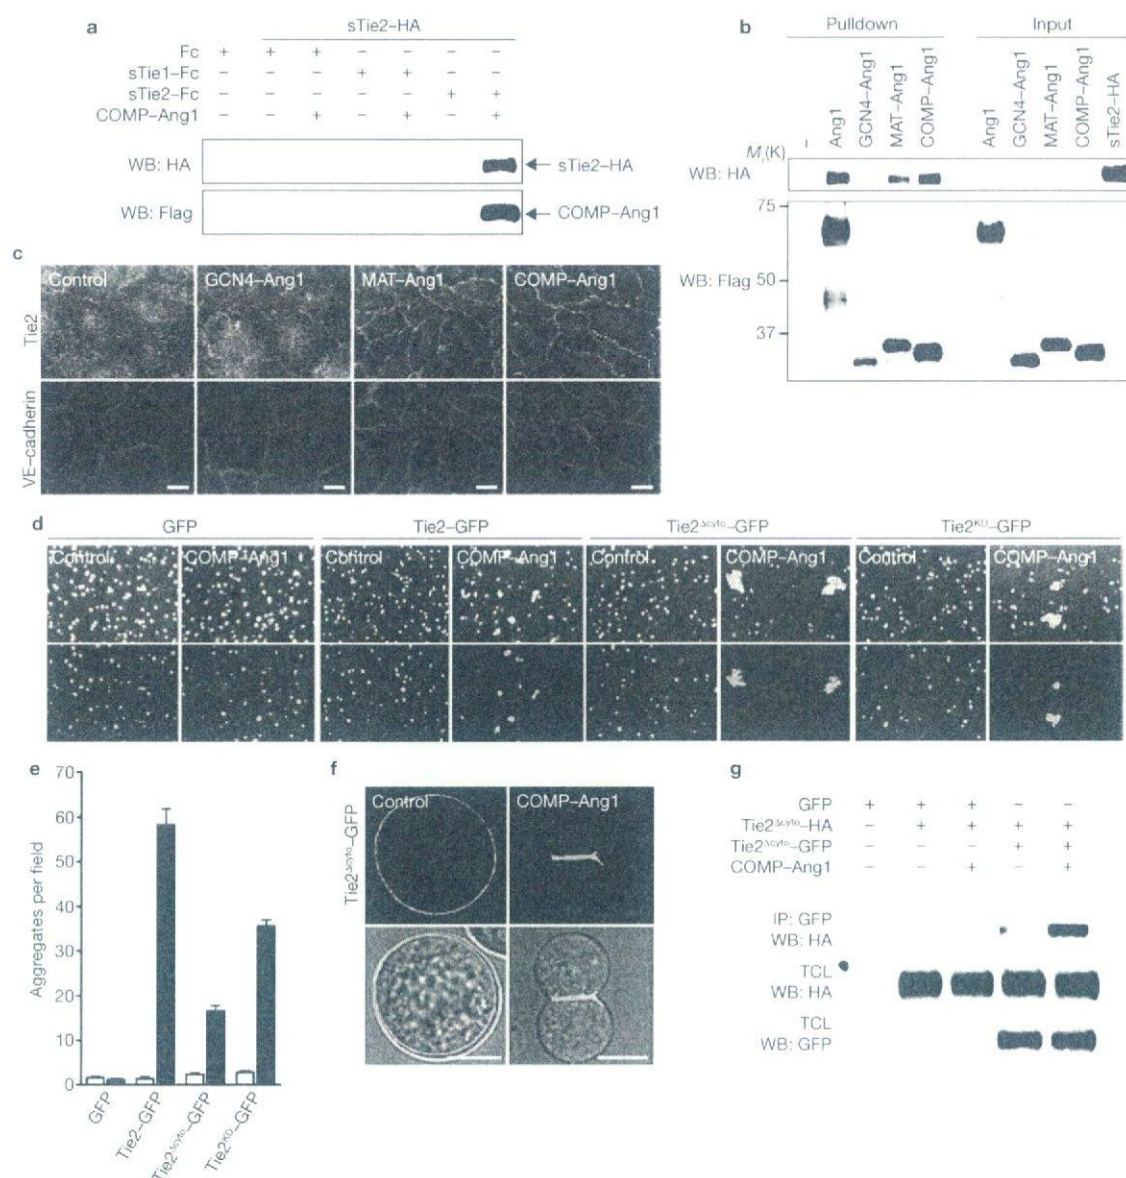 a
sTie2–HA
Fc + + + – – – –
sTie1–Fc – – – + + – –
sTie2–Fc – – – – – + +
COMP–Ang1 – – + – + – +
WB: HA
sTie2–HA
WB: Flag
COMP–Ang1
b
Pulldown
Input
–
Ang1
GCN4–Ang1
MAT–Ang1
COMP–Ang1
Ang1
GCN4–Ang1
MAT–Ang1
COMP–Ang1
sTie2–HA
Mr(K)
WB: HA
75
WB: Flag
50
37
c
Control
GCN4–Ang1
MAT–Ang1
COMP–Ang1
Tie2
VE–cadherin
d
GFP
Tie2–GFP
Tie2Δcyto–GFP
Tie2KD–GFP
Control
COMP–Ang1
Control
COMP–Ang1
Control
COMP–Ang1
Control
COMP–Ang1
e
70
60
50
40
30
20
10
0
Aggregates per field
GFP
Tie2–GFP
Tie2Δcyto–GFP
Tie2KD–GFP
f
Control
COMP–Ang1
Tie2Δcyto–GFP
g
GFP + + + – –
Tie2Δcyto–HA – + + + +
Tie2Δcyto–GFP – – – + +
COMP–Ang1 – – + – +
IP: GFP
WB: HA
TCL
WB: HA
TCL
WB: GFP